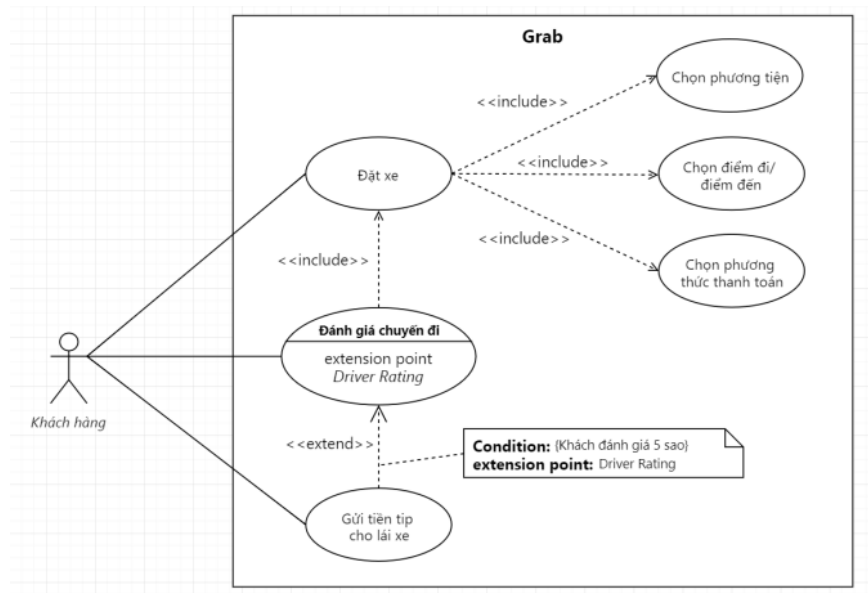 Grab
Chọn phương tiện
<<include>>
Đặt xe
<<include>>
Chọn điểm đi/
điểm đến
<<include>>
<<include>>
Chọn phương
thức thanh toán
Đánh giá chuyến đi
extension point
Driver Rating
Khách hàng
<<extend>>
Condition: {Khách đánh giá 5 sao}
extension point: Driver Rating
Gửi tiền tip
cho lái xe